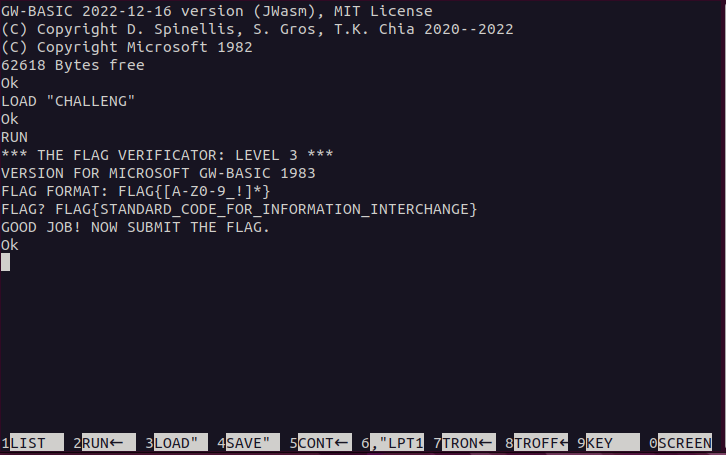 GW-BASIC 2022-12-16 version (JWasm), MIT License
(C) Copyright D. Spinellis, S. Gros, T.K. Chia 2020--2022
(C) Copyright Microsoft 1982
62618 Bytes free
Ok
LOAD "CHALLENG"
Ok
RUN
*** THE FLAG VERIFICATOR: LEVEL 3 ***
VERSION FOR MICROSOFT GW-BASIC 1983
FLAG FORMAT: FLAG{[A-Z0-9_!]*}
FLAG? FLAG{STANDARD_CODE_FOR_INFORMATION_INTERCHANGE}
GOOD JOB! NOW SUBMIT THE FLAG.
Ok
1LIST 2RUN← 3LOAD" 4SAVE" 5CONT← 6,"LPT1 7TRON← 8TROFF← 9KEY 0SCREEN